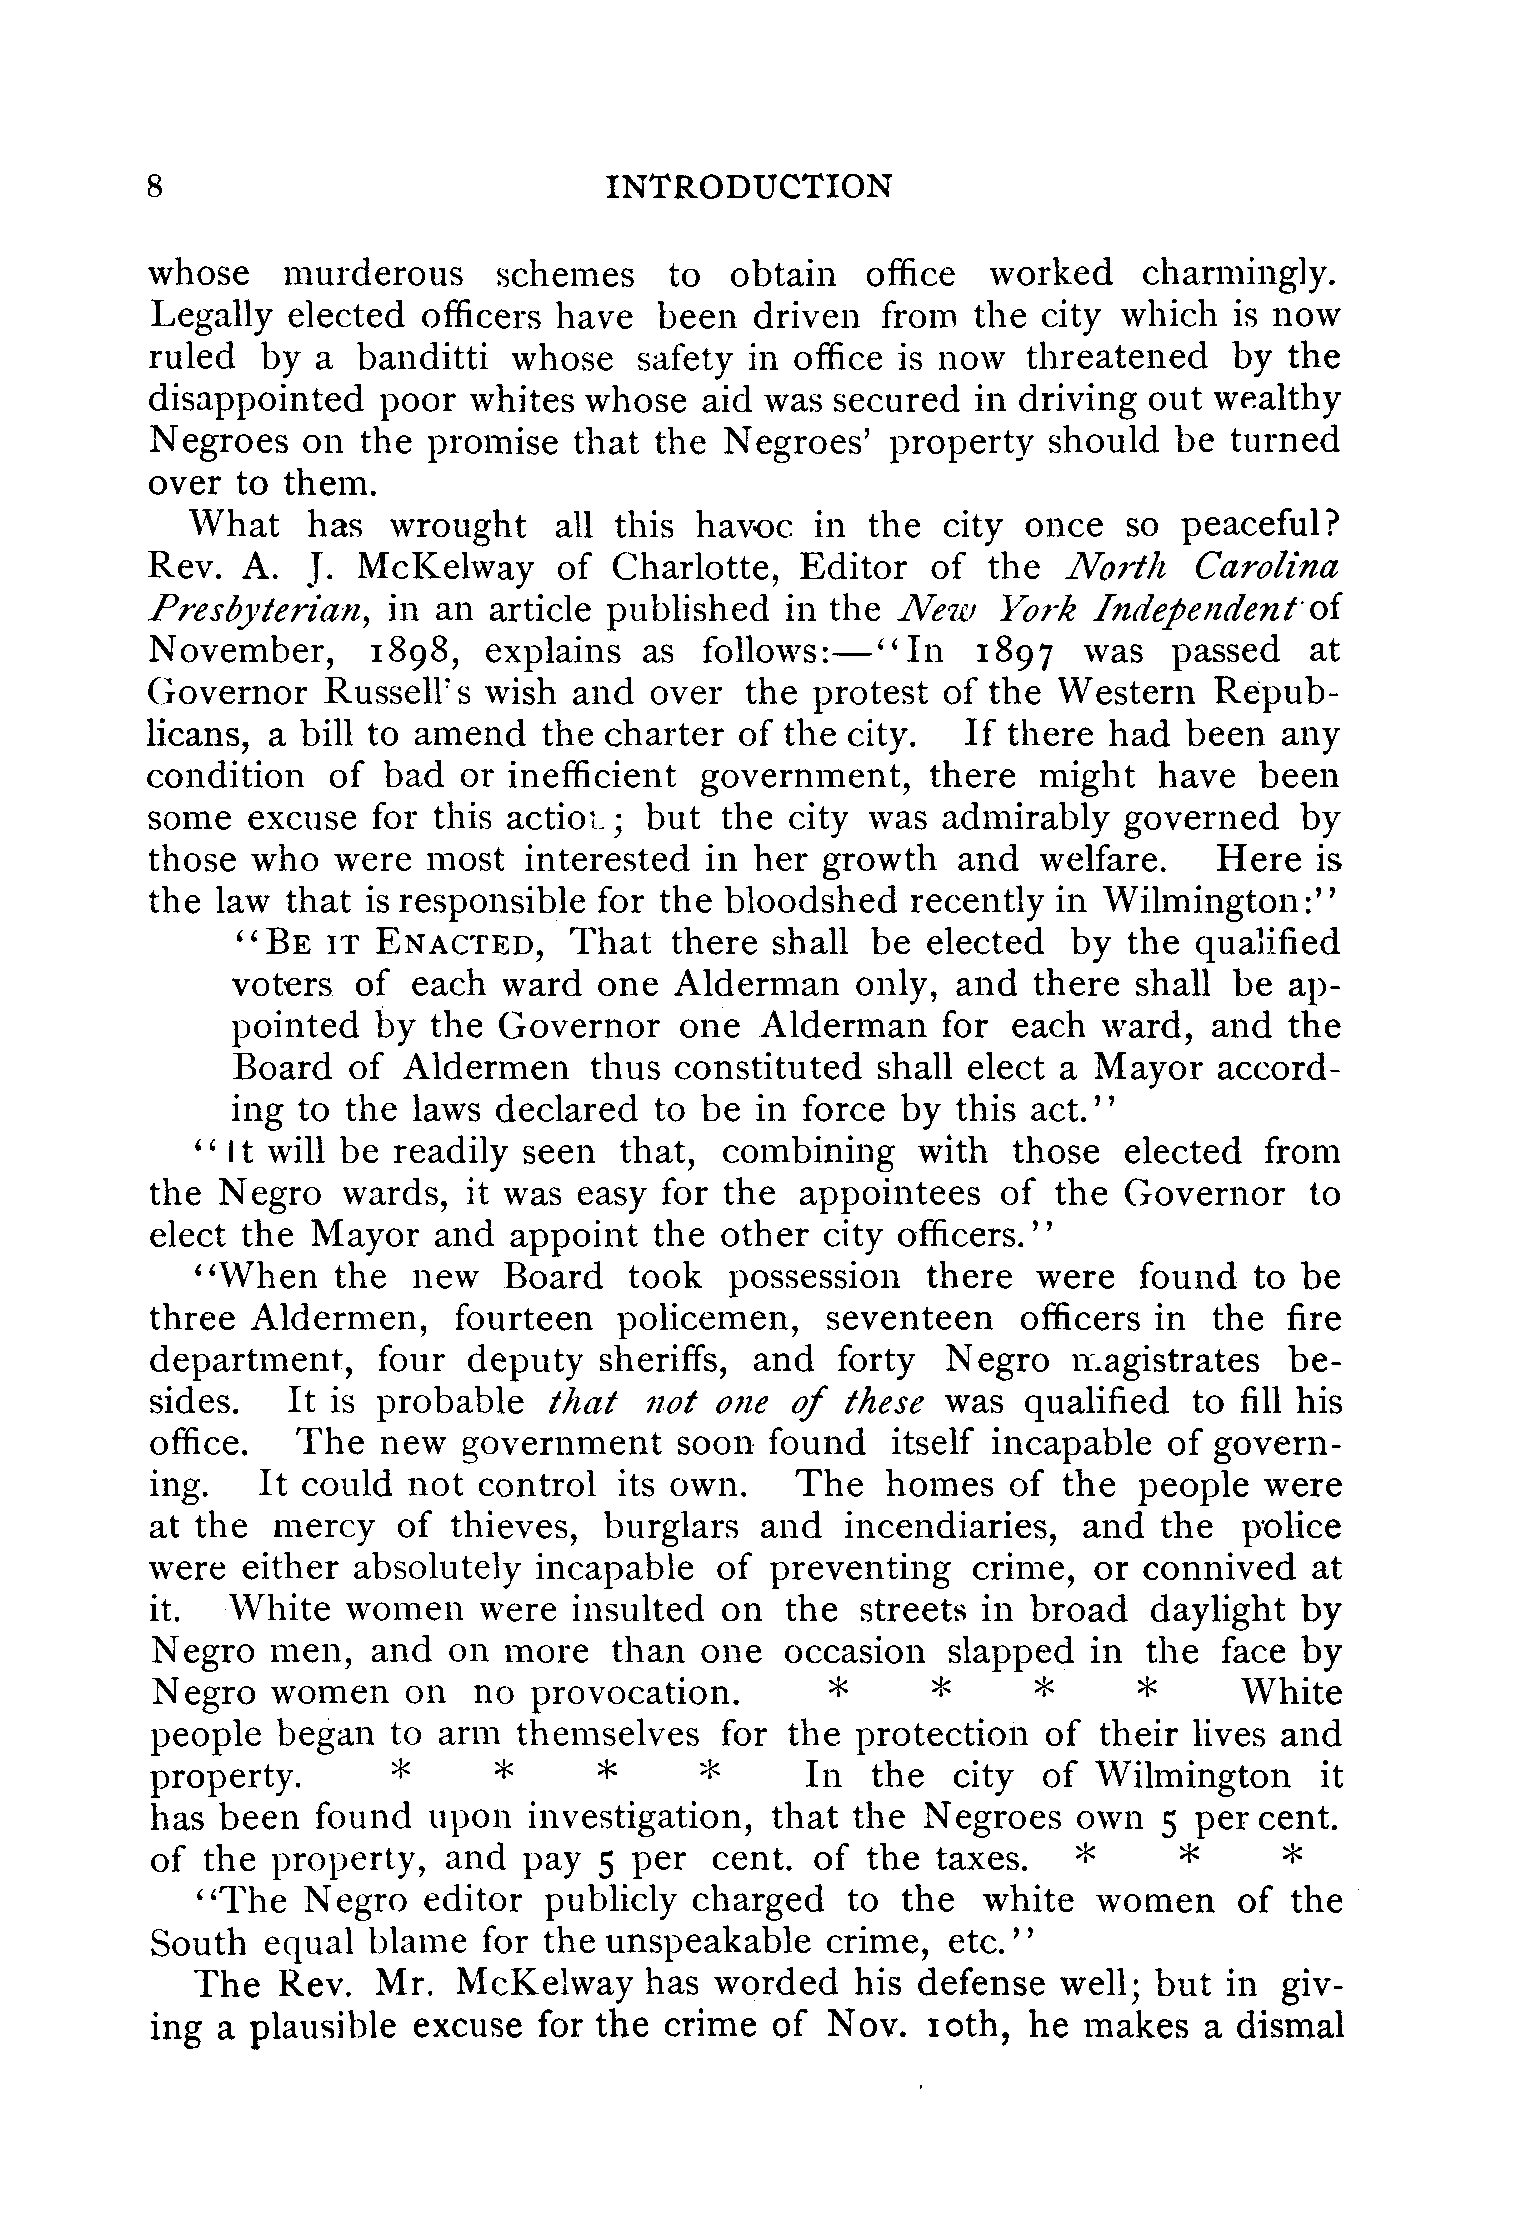 8 INTRODUCTION
whose murderous schemes to obtain office worked charmingly.
Legally elected officers have been driven from the city which is now
ruled by a banditti whose safety in office is now threatened by the
disappointed poor whites whose aid was secured in driving out wealthy
Negroes on the promise that the Negroes' property should be turned
over to them.
What has wrought all this havoc in the city once so peaceful?
Rev. A. J. McKelway of Charlotte, Editor of the North Carolina
Presbyterian, in an article published in the New York Independent of
November, 1898, explains as follows:—"In 1897 was passed at
Governor Russell's wish and over the protest of the Western Repub-
licans, a bill to amend the charter of the city. If there had been any
condition of bad or inefficient government, there might have been
some excuse for this action; but the city was admirably governed by
those who were most interested in her growth and welfare. Here is
the law that is responsible for the bloodshed recently in Wilmington:"
"BE IT ENACTED, That there shall be elected by the qualified
voters of each ward one Alderman only, and there shall be ap-
pointed by the Governor one Alderman for each ward, and the
Board of Aldermen thus constituted shall elect a Mayor accord-
ing to the laws declared to be in force by this act."
"It will be readily seen that, combining with those elected from
the Negro wards, it was easy for the appointees of the Governor to
elect the Mayor and appoint the other city officers."
"When the new Board took possession there were found to be
three Aldermen, fourteen policemen, seventeen officers in the fire
department, four deputy sheriffs, and forty Negro magistrates be-
sides. It is probable that not one of these was qualified to fill his
office. The new government soon found itself incapable of govern-
ing. It could not control its own. The homes of the people were
at the mercy of thieves, burglars and incendiaries, and the police
were either absolutely incapable of preventing crime, or connived at
it. White women were insulted on the streets in broad daylight by
Negro men, and on more than one occasion slapped in the face by
Negro women on no provocation. * * * * White
people began to arm themselves for the protection of their lives and
property. * * * * In the city of Wilmington it
has been found upon investigation, that the Negroes own 5 per cent.
of the property, and pay 5 per cent. of the taxes. * * *
"The Negro editor publicly charged to the white women of the
South equal blame for the unspeakable crime, etc."
The Rev. Mr. McKelway has worded his defense well; but in giv-
ing a plausible excuse for the crime of Nov. 10th, he makes a dismal